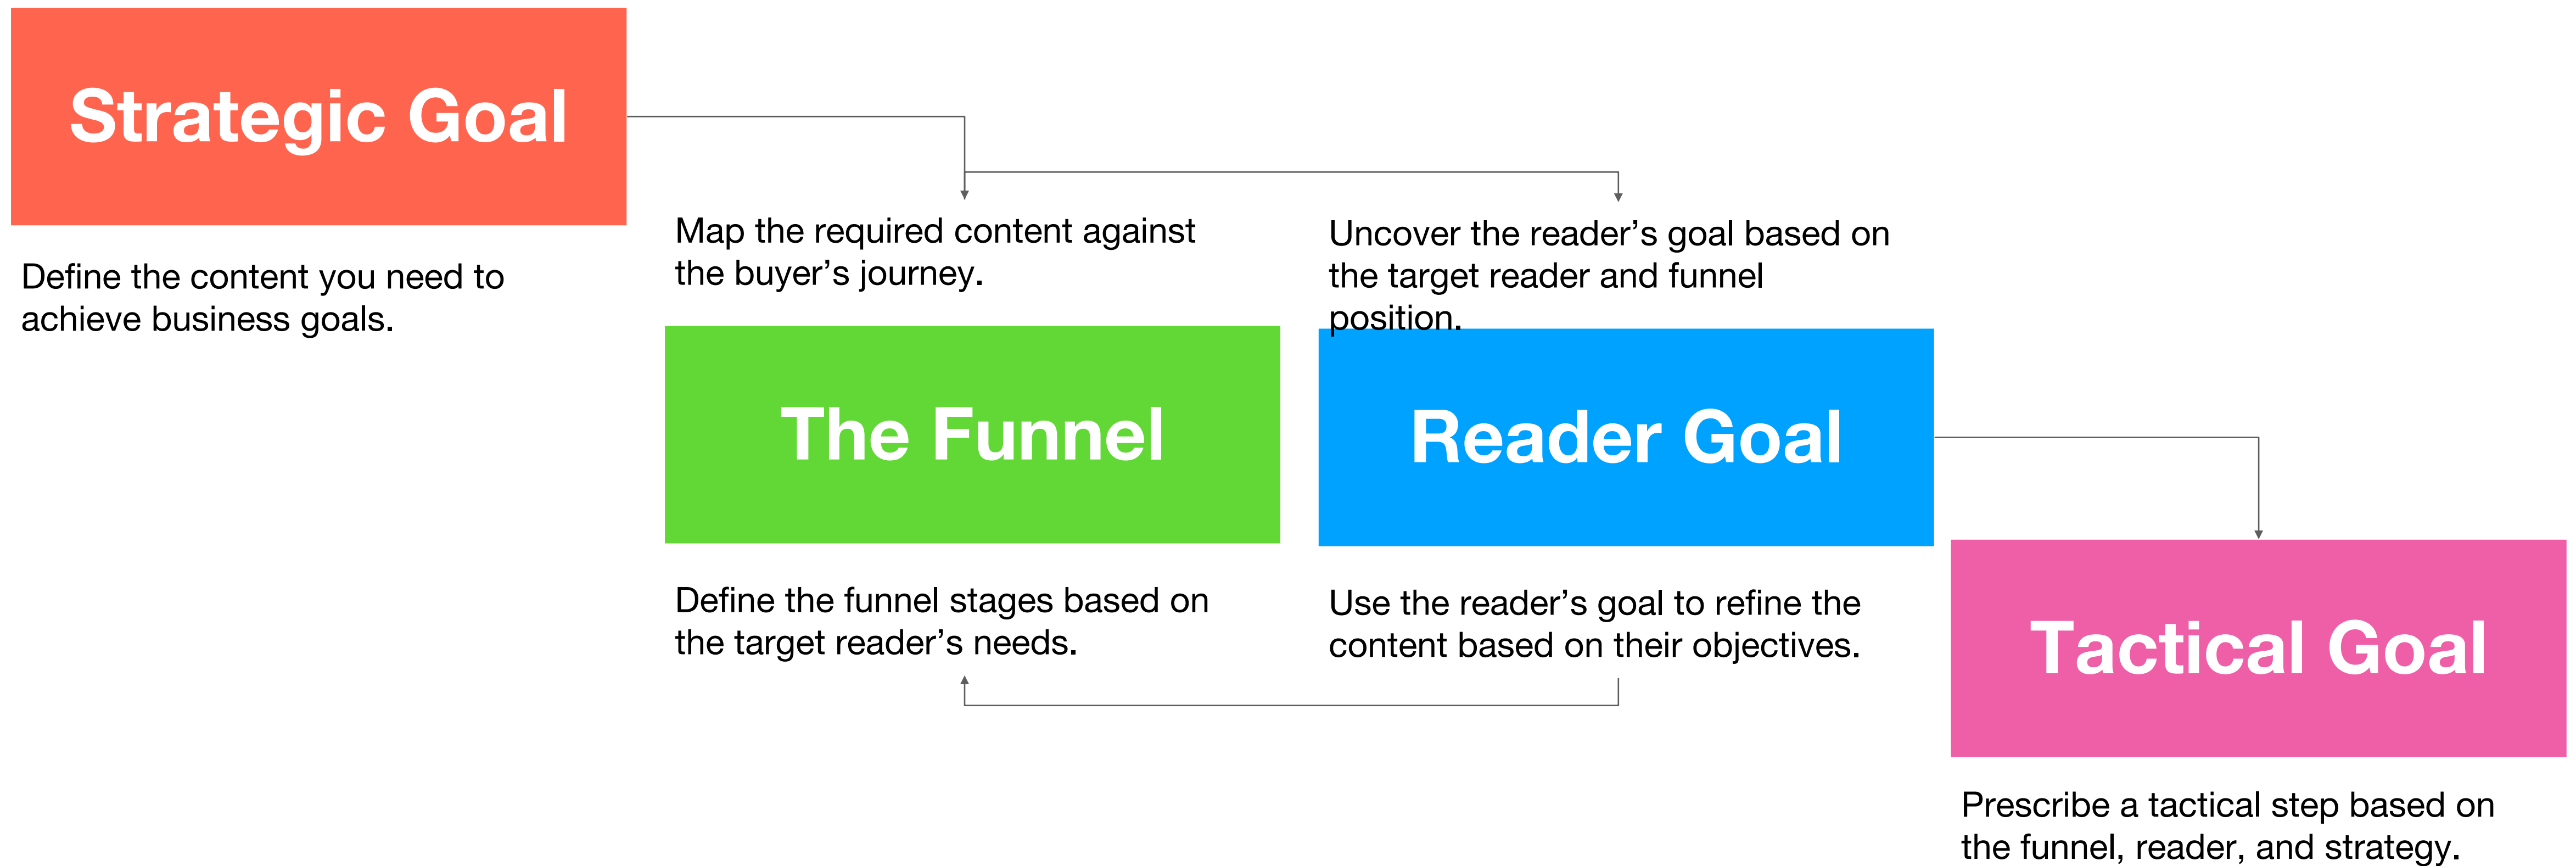 Strategic Goal
Define the content you need to
achieve business goals.
Map the required content against
the buyer’s journey.
The Funnel
Define the funnel stages based on
the target reader’s needs.
Uncover the reader’s goal based on
the target reader and funnel
position.
Reader Goal
Use the reader’s goal to refine the
content based on their objectives.
Tactical Goal
Prescribe a tactical step based on
the funnel, reader, and strategy.